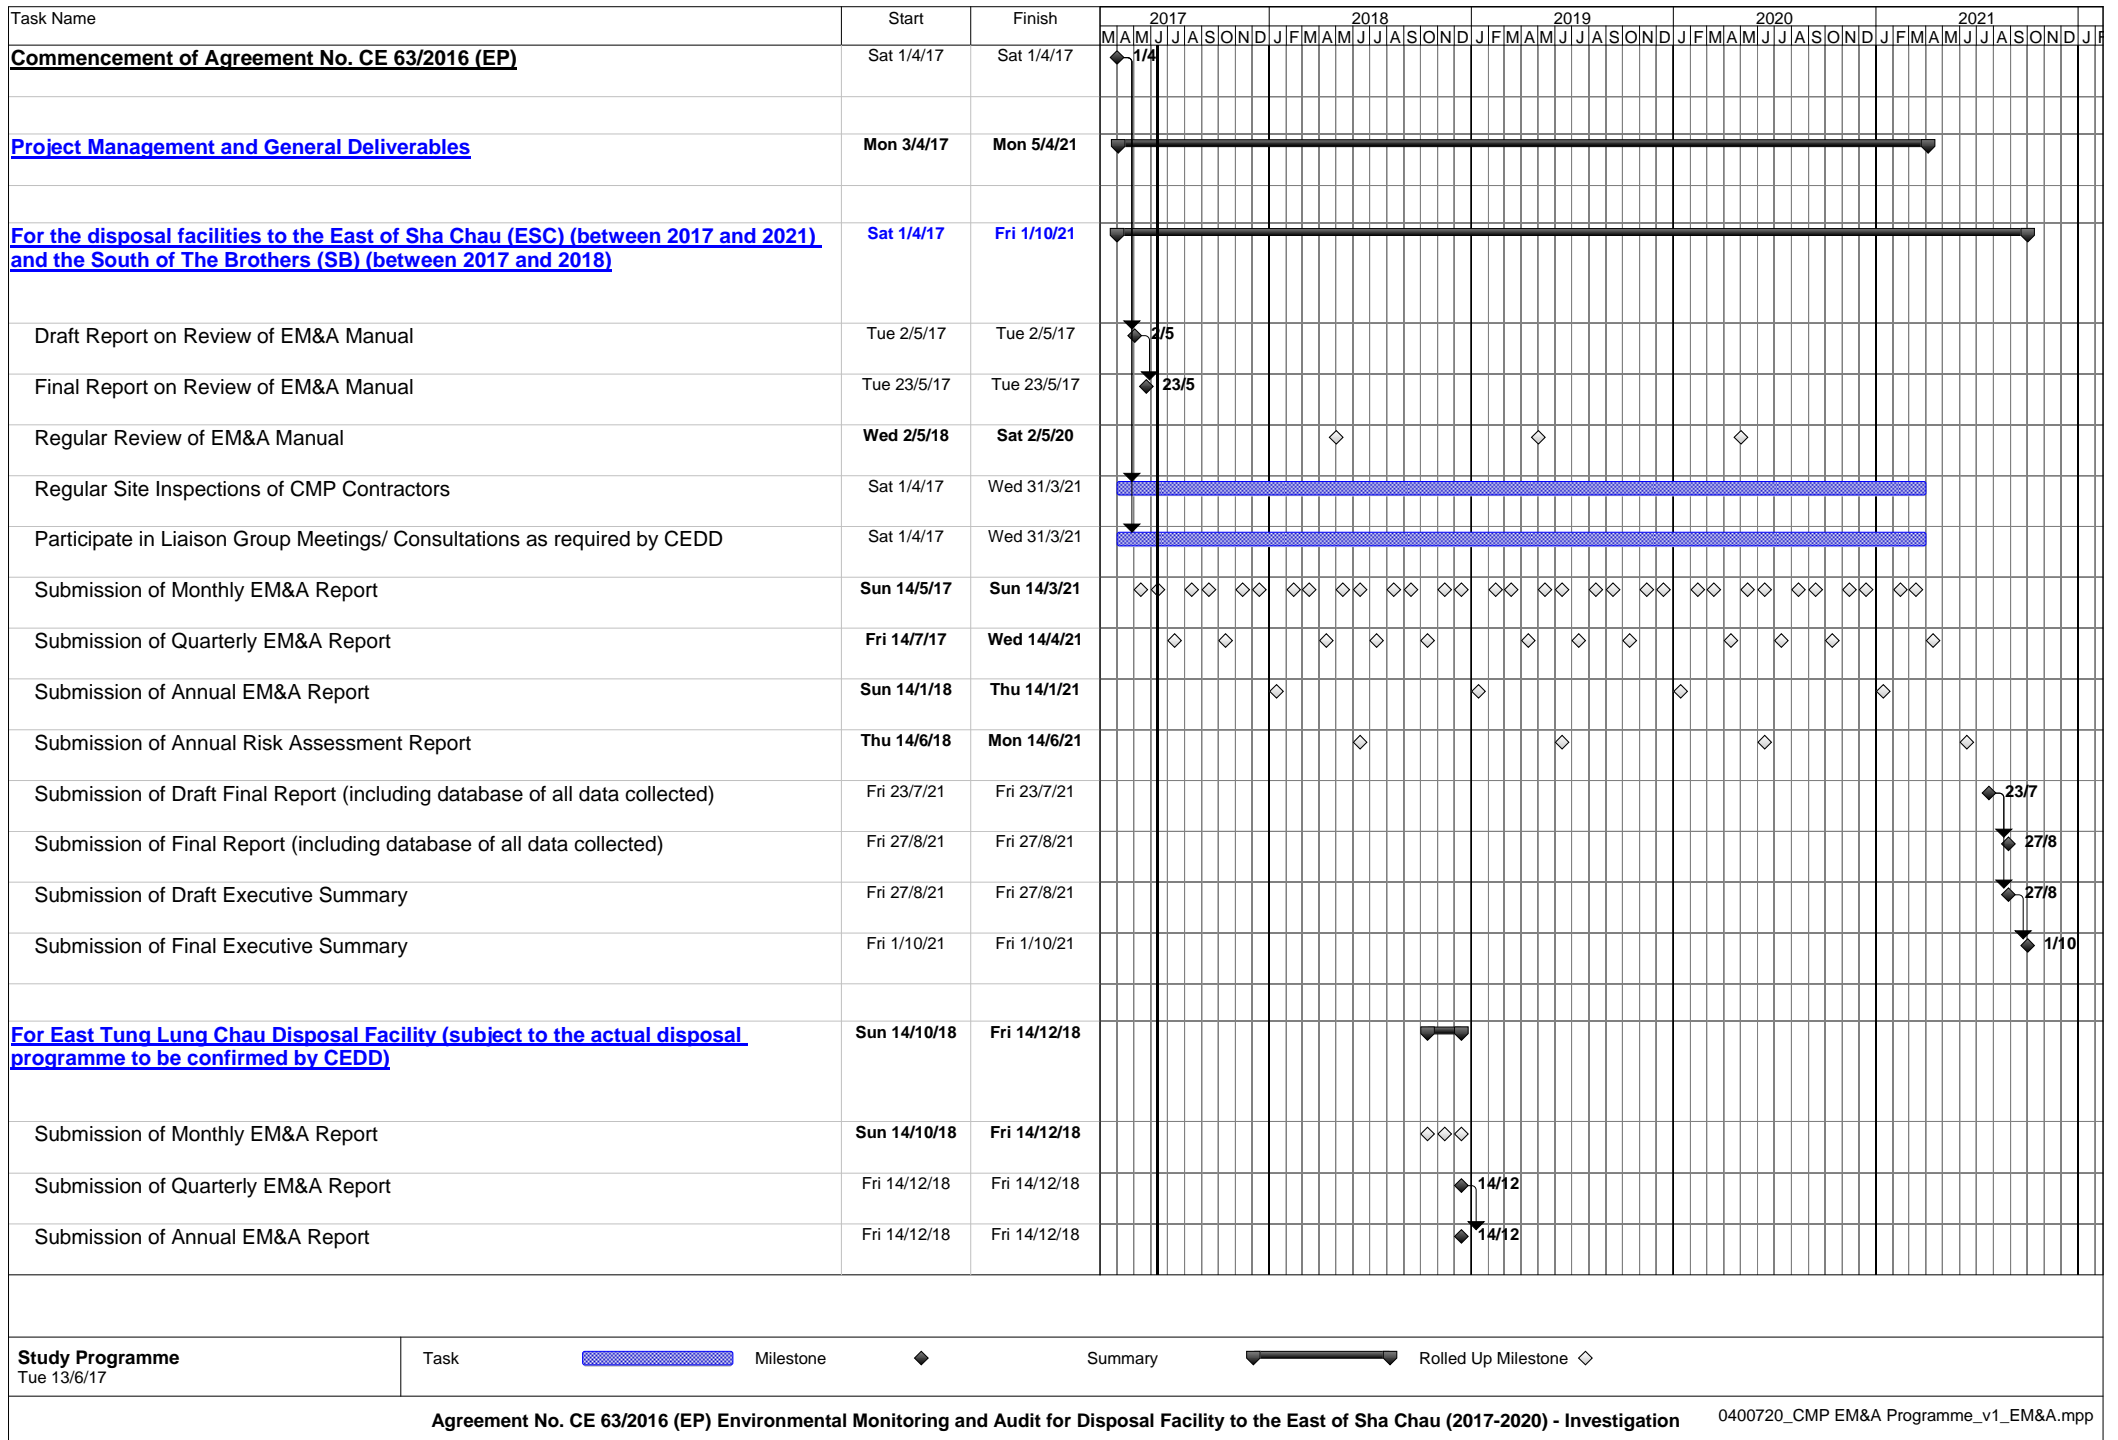 Task Name Start Finish 2017 2018 2019 2020 2021
M A M J J A S O N D J F M A M J J A S O N D J F M A M J J A S O N D J F M A M J J A S O N D J F M A M J J A S O N D J F
Commencement of Agreement No. CE 63/2016 (EP) Sat 1/4/17 Sat 1/4/17 1/4
Project Management and General Deliverables Mon 3/4/17 Mon 5/4/21
For the disposal facilities to the East of Sha Chau (ESC) (between 2017 and 2021) Sat 1/4/17 Fri 1/10/21
and the South of The Brothers (SB) (between 2017 and 2018)
Draft Report on Review of EM&A Manual Tue 2/5/17 Tue 2/5/17 2/5
Final Report on Review of EM&A Manual Tue 23/5/17 Tue 23/5/17 23/5
Regular Review of EM&A Manual Wed 2/5/18 Sat 2/5/20
Regular Site Inspections of CMP Contractors Sat 1/4/17 Wed 31/3/21
Participate in Liaison Group Meetings/ Consultations as required by CEDD Sat 1/4/17 Wed 31/3/21
Submission of Monthly EM&A Report Sun 14/5/17 Sun 14/3/21
Submission of Quarterly EM&A Report Fri 14/7/17 Wed 14/4/21
Submission of Annual EM&A Report Sun 14/1/18 Thu 14/1/21
Submission of Annual Risk Assessment Report Thu 14/6/18 Mon 14/6/21
Submission of Draft Final Report (including database of all data collected) Fri 23/7/21 Fri 23/7/21 23/7
Submission of Final Report (including database of all data collected) Fri 27/8/21 Fri 27/8/21 27/8
Submission of Draft Executive Summary Fri 27/8/21 Fri 27/8/21 27/8
Submission of Final Executive Summary Fri 1/10/21 Fri 1/10/21 1/10
For East Tung Lung Chau Disposal Facility (subject to the actual disposal Sun 14/10/18 Fri 14/12/18
programme to be confirmed by CEDD)
Submission of Monthly EM&A Report Sun 14/10/18 Fri 14/12/18
Submission of Quarterly EM&A Report Fri 14/12/18 Fri 14/12/18 14/12
Submission of Annual EM&A Report Fri 14/12/18 Fri 14/12/18 14/12
Study Programme Task Milestone Summary Rolled Up Milestone
Tue 13/6/17
Agreement No. CE 63/2016 (EP) Environmental Monitoring and Audit for Disposal Facility to the East of Sha Chau (2017-2020) - Investigation 0400720_CMP EM&A Programme_v1_EM&A.mpp